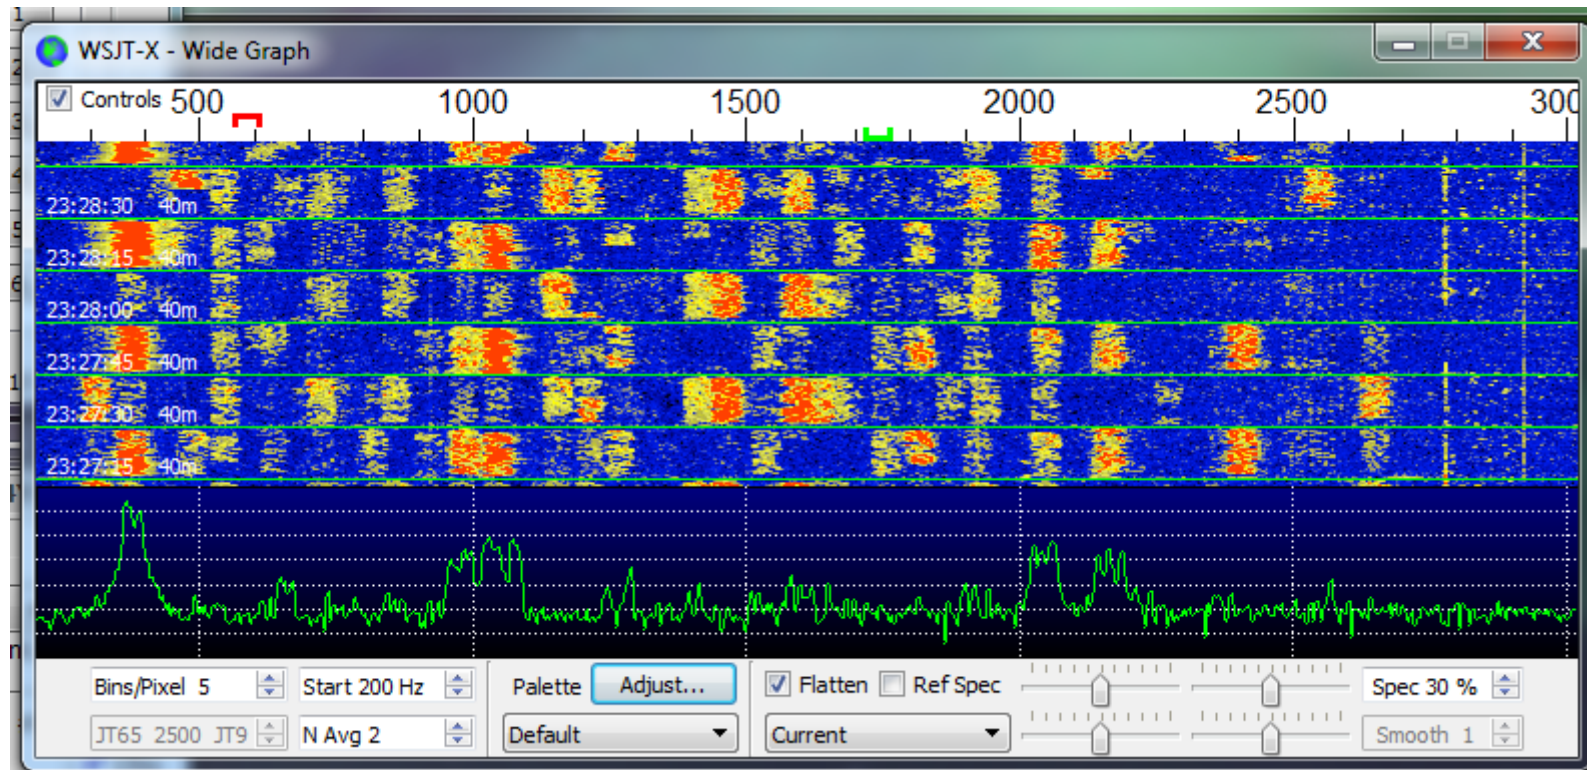 WSJT-X - Wide Graph
Controls 500 1000 1500 2000 2500 300
23:28:30 40m
23:28:15 40m
23:28:00 40m
23:27:45 40m
23:27:30 40m
23:27:15 40m
Bins/Pixel 5 Start 200 Hz Palette Adjust... Flatten Ref Spec Spec 30 %
JT65 2500 JT9 N Avg 2 Default Current Smooth 1